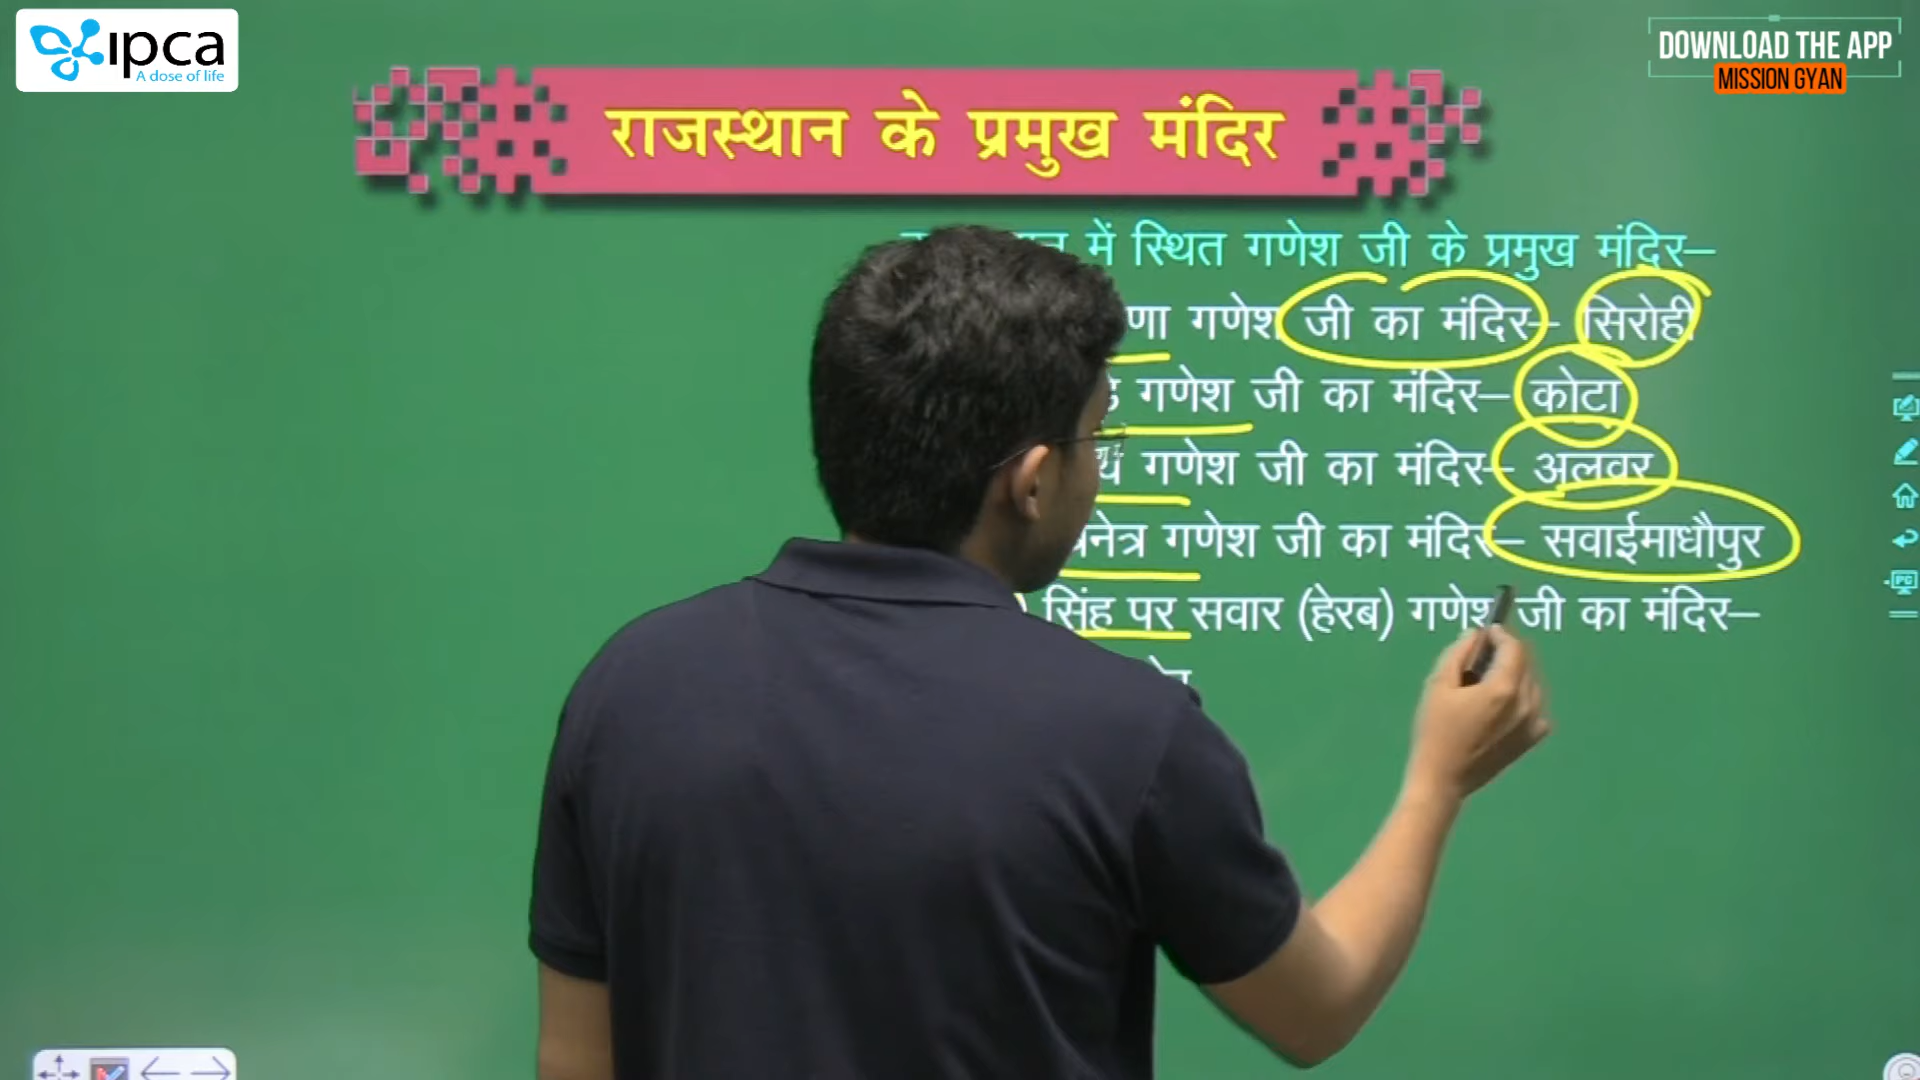 ipca
A dose of life
DOWNLOAD THE APP
MISSION GYAN
राजस्थान के प्रमुख मंदिर
में स्थित गणेश जी के प्रमुख मंदिर–
गणेश जी का मंदिर– सिरोही
गणेश जी का मंदिर– कोटा
गणेश जी का मंदिर– अलवर
गणेश जी का मंदिर– सवाईमाधौपुर
सिंह पर सवार (हेरब) गणेश जी का मंदिर–